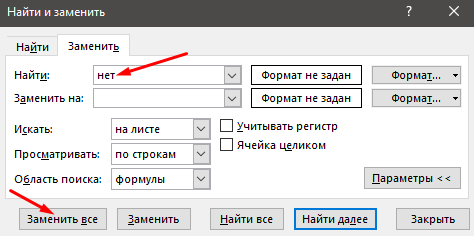 Найти и заменить ?
Найти Заменить
Найти: нет Формат не задан Формат...
Заменить на: Формат не задан Формат...
Искать: на листе Учитывать регистр
Просматривать: по строкам Ячейка целиком
Область поиска: формулы Параметры <<
Заменить все Заменить Найти все Найти далее Закрыть